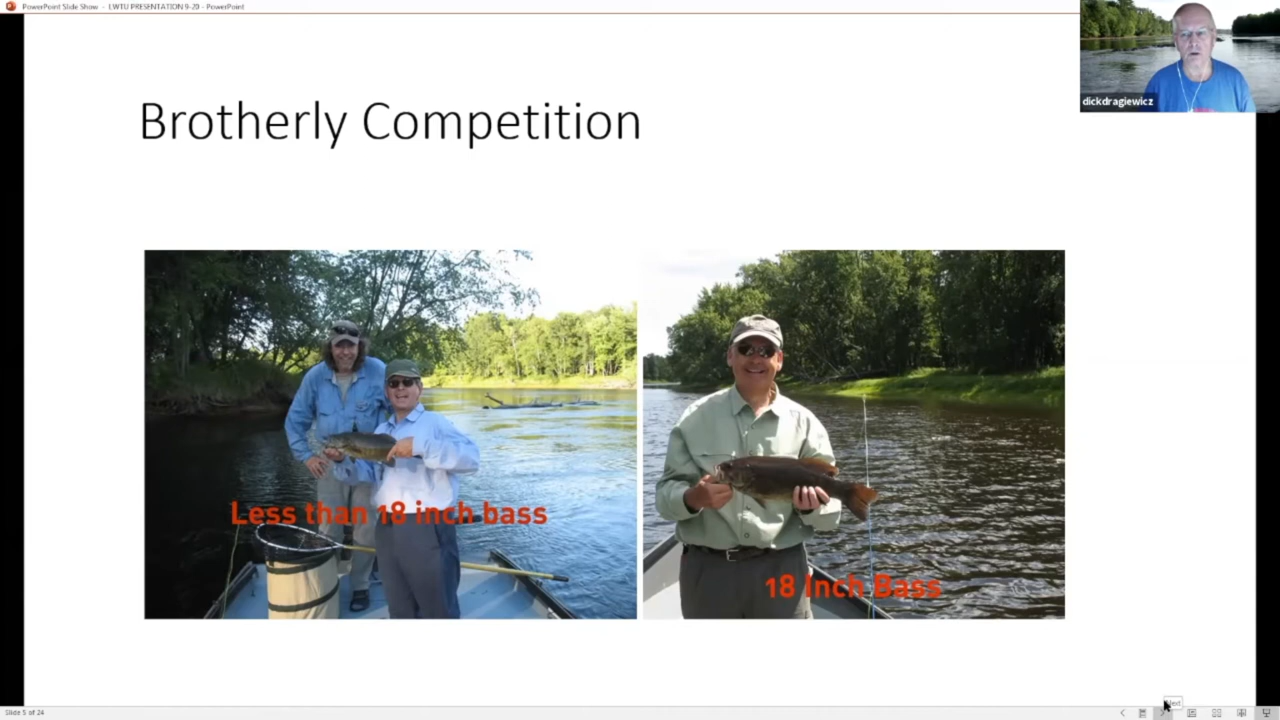 PowerPoint Slide Show - LWTU PRESENTATION 9-20 - PowerPoint
dickdragiewicz
Brotherly Competition
Less than 18 inch bass
18 Inch Bass
Next
Slide 5 of 24